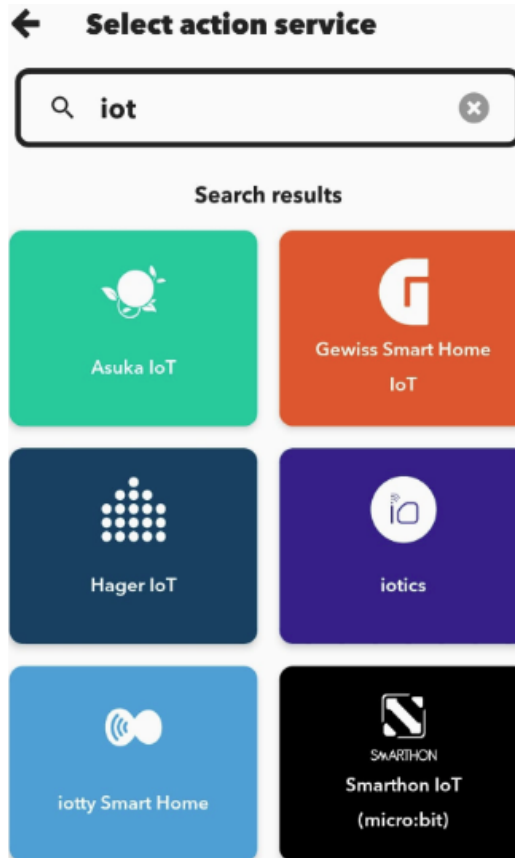 Select action service
iot
Search results
Asuka IoT
Gewiss Smart Home
IoT
Hager IoT
io
iotics
iotty Smart Home
SMARTHON
Smarthon IoT
(micro:bit)